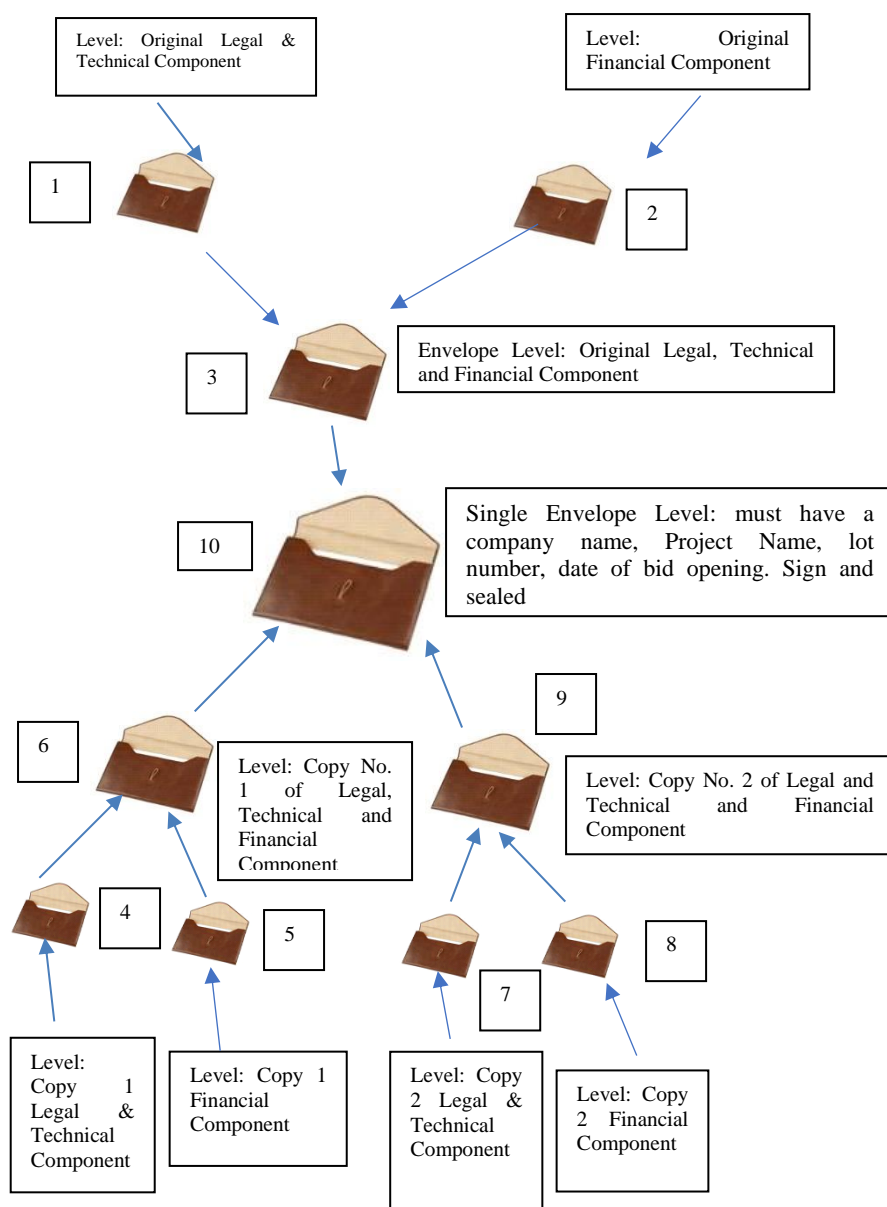 Level: Original Legal &
Technical Component
Level: Original
Financial Component
1
2
3
Envelope Level: Original Legal, Technical
and Financial Component
10
Single Envelope Level: must have a
company name, Project Name, lot
number, date of bid opening. Sign and
sealed
9
6
Level: Copy No.
1 of Legal,
Technical and
Financial
Component
Level: Copy No. 2 of Legal and
Technical and Financial
Component
4
5
7
8
Level:
Copy 1
Legal &
Technical
Component
Level: Copy 1
Financial
Component
Level: Copy
2 Legal &
Technical
Component
Level: Copy
2 Financial
Component